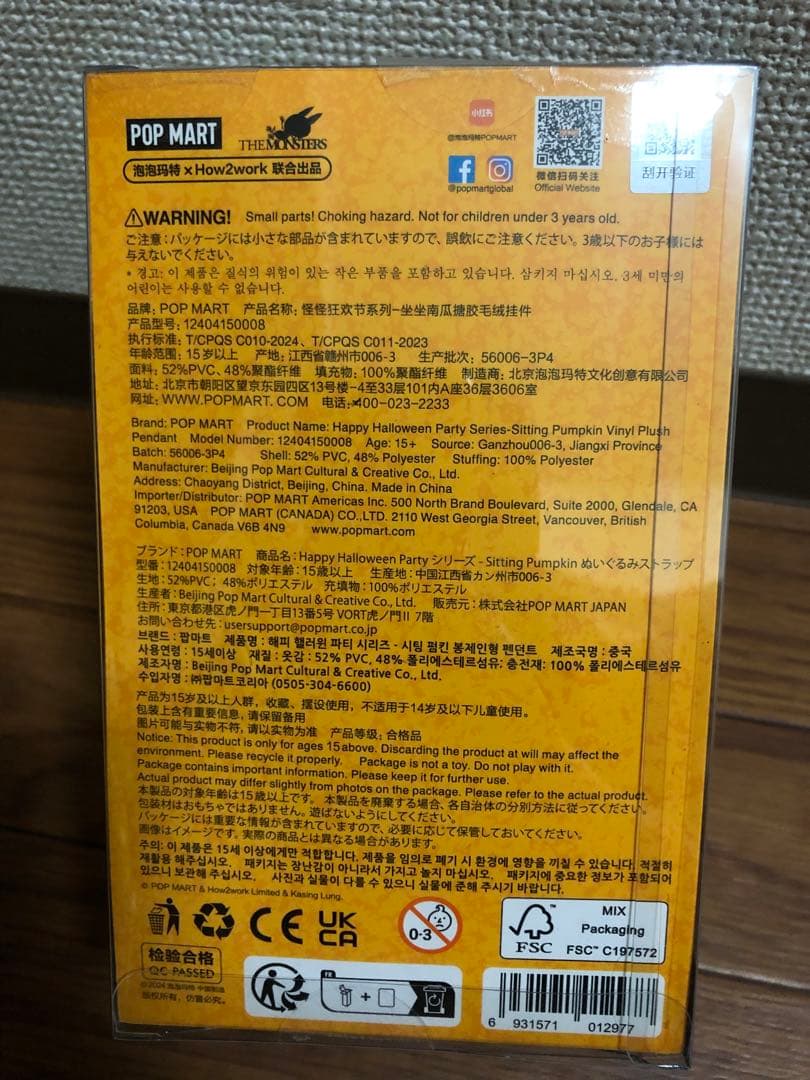 POP MART
THE MONSTERS
泡泡玛特 × How2work 联合出品
小红书
@泡泡玛特POPMART
@popmartglobal
微信扫码关注
Official Website
刮开验证
WARNING! Small parts! Choking hazard. Not for children under 3 years old.
ご注意：パッケージには小さな部品が含まれていますので、誤飲にご注意ください。3歳以下のお子様には
与えないでください。
* 경고: 이 제품은 질식의 위험이 있는 작은 부품을 포함하고 있습니다. 삼키지 마십시오. 3세 미만의
어린이는 사용할 수 없습니다.
品牌：POP MART 产品名称：怪怪狂欢节系列-坐坐南瓜搪胶毛绒挂件
产品型号：12404150008
执行标准：T/CPQS C010-2024、T/CPQS C011-2023
年龄范围：15岁以上 产地：江西省赣州市006-3 生产批次：56006-3P4
面料：52%PVC、48%聚酯纤维 填充物：100%聚酯纤维 制造商：北京泡泡玛特文化创意有限公司
地址：北京市朝阳区望京东园四区13号楼-4至33层101内A座36层3606室
网址：WWW.POPMART.COM 电话：400-023-2233
Brand: POP MART Product Name: Happy Halloween Party Series-Sitting Pumpkin Vinyl Plush
Pendant Model Number: 12404150008 Age: 15+ Source: Ganzhou006-3, Jiangxi Province
Batch: 56006-3P4 Shell: 52% PVC, 48% Polyester Stuffing: 100% Polyester
Manufacturer: Beijing Pop Mart Cultural & Creative Co., Ltd.
Address: Chaoyang District, Beijing, China. Made in China
Importer/Distributor: POP MART Americas Inc. 500 North Brand Boulevard, Suite 2000, Glendale, CA
91203, USA POP MART (CANADA) CO.,LTD. 2110 West Georgia Street, Vancouver, British
Columbia, Canada V6B 4N9 www.popmart.com
ブランド：POP MART 商品名：Happy Halloween Party シリーズ - Sitting Pumpkin ぬいぐるみストラップ
型番：12404150008 対象年齢：15歳以上 生産地：中国江西省カン州市006-3
生地：52%PVC；48%ポリエステル 充填物：100%ポリエステル
生産者：Beijing Pop Mart Cultural & Creative Co., Ltd. 販売元：株式会社POP MART JAPAN
住所：東京都港区虎ノ門一丁目13番5号 VORT虎ノ門II 7階
お問い合わせ先：usersupport@popmart.co.jp
브랜드：팝마트 제품명：해피 핼러윈 파티 시리즈 - 시팅 펌킨 봉제인형 펜던트 제조국명：중국
사용연령：15세이상 재질：옷감：52% PVC, 48% 폴리에스테르섬유; 충전재: 100% 폴리에스테르섬유
제조자명：Beijing Pop Mart Cultural & Creative Co., Ltd.
수입자명：㈜팝마트코리아 (0505-304-6600)
产品为15岁及以上人群，收藏、摆设使用，不适用于14岁及以下儿童使用。
包装上含有重要信息，请保留备用
图片可能与实物不符，请以实物为准 产品等级：合格品
Notice: This product is only for ages 15 above. Discarding the product at will may affect the
environment. Please recycle it properly. Package is not a toy. Do not play with it.
Package contains important information. Please keep it for further use.
Actual product may differ slightly from photos on the package. Please refer to the actual product.
本製品の対象年齢は15歳以上です。 本製品を廃棄する場合、各自治体の分別方法に従ってください。
包装材はおもちゃではありません。遊ばないようにしてください。
パッケージには重要な情報が含まれていますので、必要に応じて保管しておいてください。
画像はイメージです。実際の商品とは異なる場合があります。
주의: 이 제품은 15세 이상에게만 적합합니다. 제품을 임의로 폐기 시 환경에 영향을 끼칠 수 있습니다. 적절히
재활용 해주십시오. 패키지는 장난감이 아니라서 가지고 놀지 마십시오. 패키지에 중요한 정보가 포함되어
있으니 보관해 주십시오. 사진과 실물이 다를 수 있으니 실물에 준해 주시기 바랍니다.
© POP MART & How2work Limited & Kasing Lung.
CE
UK
CA
0-3
FSC
MIX
Packaging
FSC™ C197572
检验合格
QC PASSED
© 2024 泡泡玛特 中国制造
版权所有，仿冒必究。
FR
+
6 931571 012977